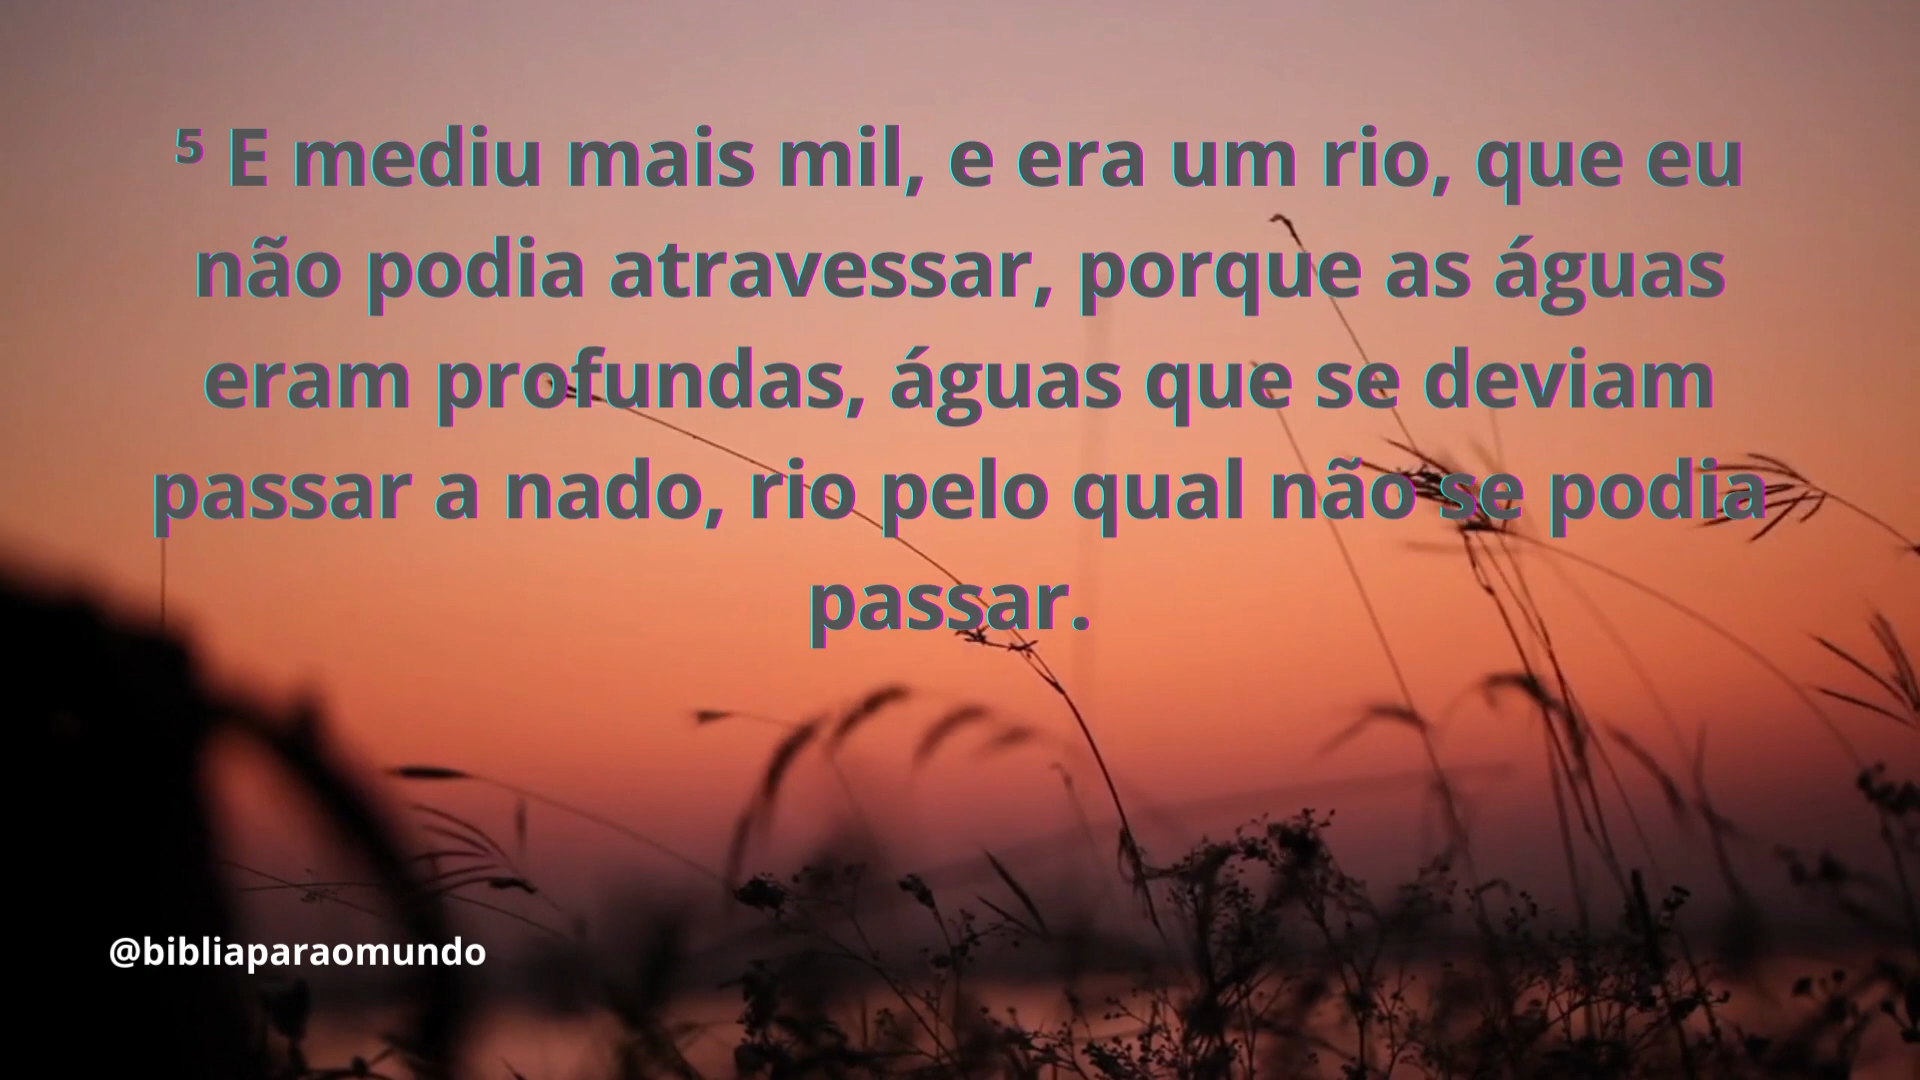 ⁵ E mediu mais mil, e era um rio, que eu
não podia atravessar, porque as águas
eram profundas, águas que se deviam
passar a nado, rio pelo qual não se podia
passar.
@bibliaparaomundo